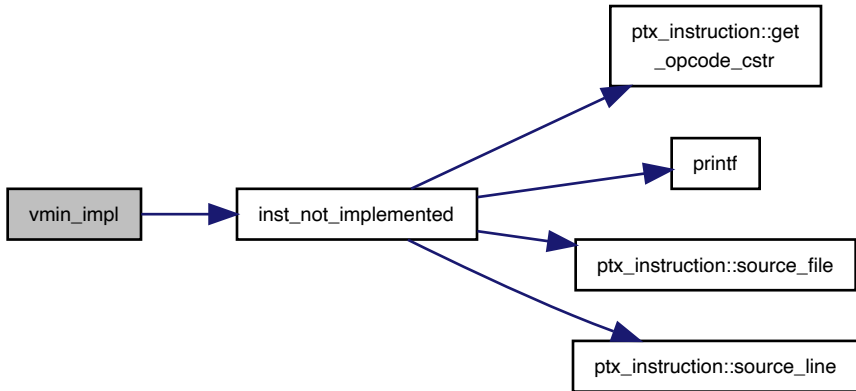 ptx_instruction::get
_opcode_cstr
printf
vmin_impl
inst_not_implemented
ptx_instruction::source_file
ptx_instruction::source_line